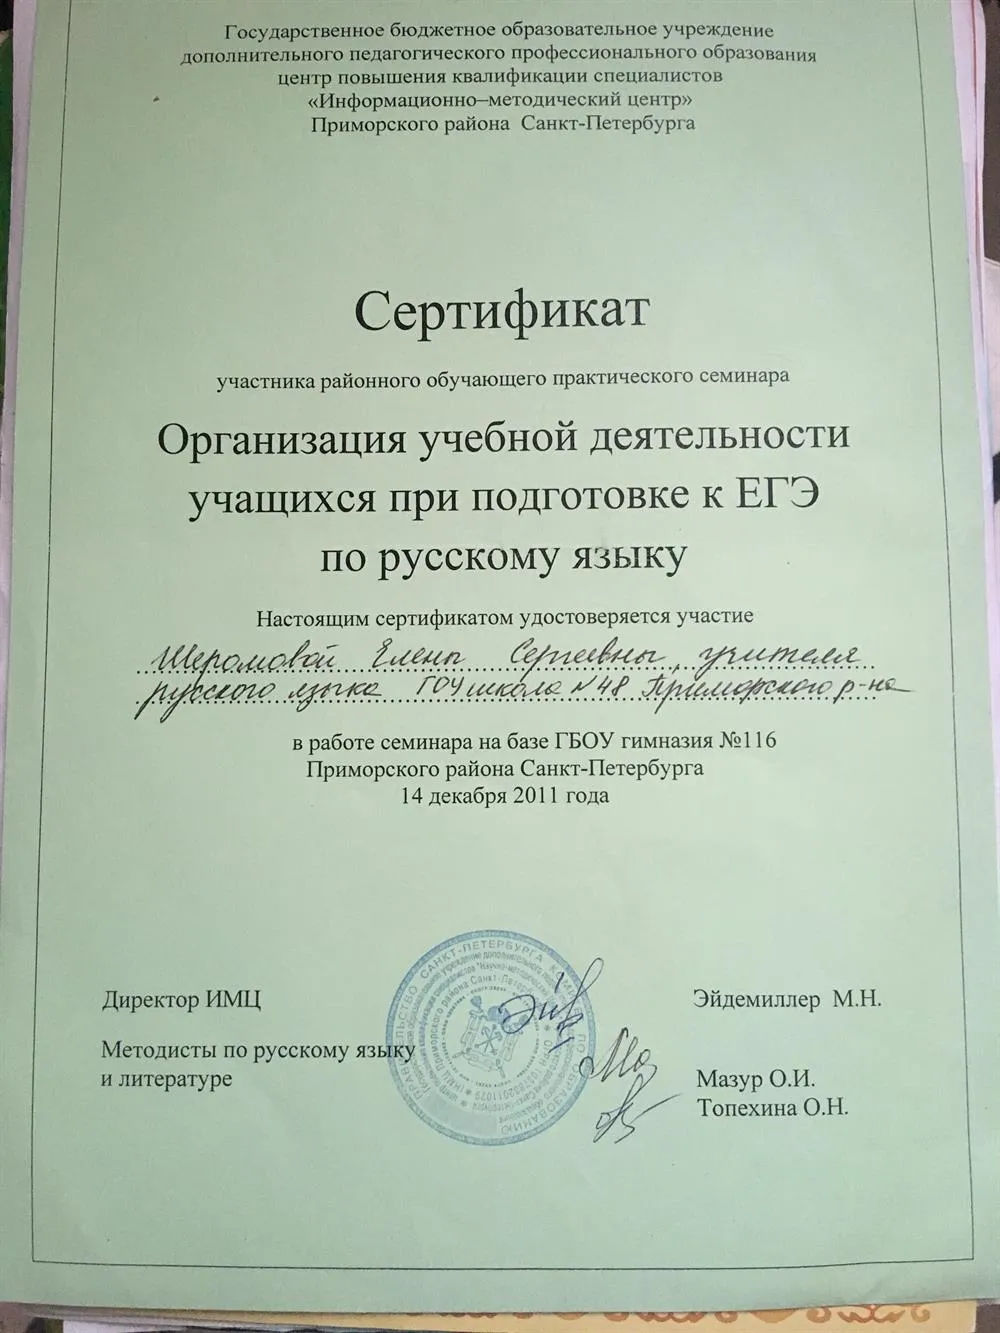 Государственное бюджетное образовательное учреждение
дополнительного педагогического профессионального образования
центр повышения квалификации специалистов
«Информационно–методический центр»
Приморского района Санкт-Петербурга
Сертификат
участника районного обучающего практического семинара
Организация учебной деятельности
учащихся при подготовке к ЕГЭ
по русскому языку
Настоящим сертификатом удостоверяется участие
Шеромовой Елены Сергеевны, учителя
русского языка ГОУ школа №48 Приморского р-на
в работе семинара на базе ГБОУ гимназия №116
Приморского района Санкт-Петербурга
14 декабря 2011 года
Директор ИМЦ
Эйдемиллер М.Н.
Методисты по русскому языку
и литературе
Мазур О.И.
Топехина О.Н.